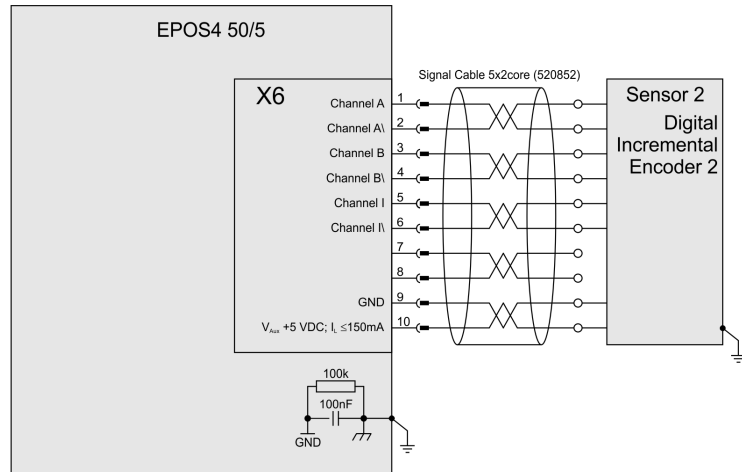 EPOS4 50/5
Signal Cable 5x2core (520852)
X6
Channel A
1
Channel A\
2
Channel B
3
Channel B\
4
Channel I
5
Channel I\
6
7
8
GND
9
V_Aux +5 VDC; I_L ≤150mA
10
Sensor 2
Digital
Incremental
Encoder 2
100k
100nF
GND